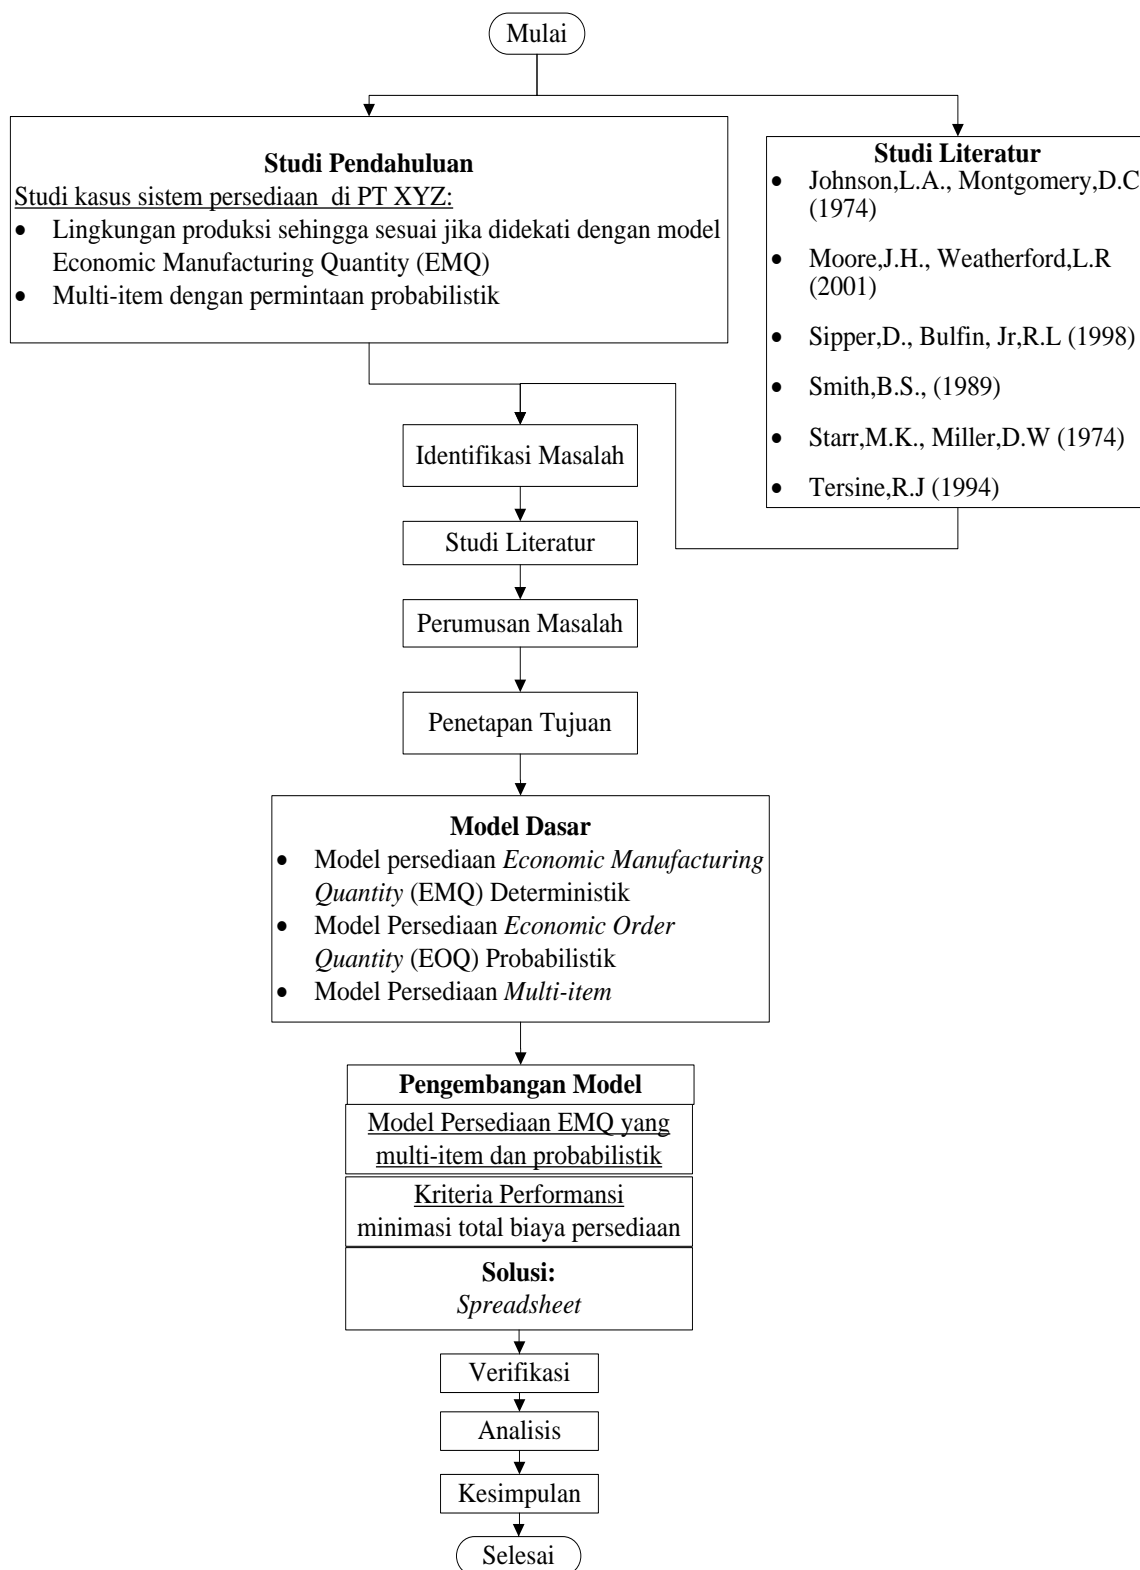 Mulai
Studi Pendahuluan
Studi kasus sistem persediaan di PT XYZ:
• Lingkungan produksi sehingga sesuai jika didekati dengan model
Economic Manufacturing Quantity (EMQ)
• Multi-item dengan permintaan probabilistik
Studi Literatur
• Johnson,L.A., Montgomery,D.C
(1974)
• Moore,J.H., Weatherford,L.R
(2001)
• Sipper,D., Bulfin, Jr,R.L (1998)
• Smith,B.S., (1989)
• Starr,M.K., Miller,D.W (1974)
• Tersine,R.J (1994)
Identifikasi Masalah
Studi Literatur
Perumusan Masalah
Penetapan Tujuan
Model Dasar
• Model persediaan Economic Manufacturing
Quantity (EMQ) Deterministik
• Model Persediaan Economic Order
Quantity (EOQ) Probabilistik
• Model Persediaan Multi-item
Pengembangan Model
Model Persediaan EMQ yang
multi-item dan probabilistik
Kriteria Performansi
minimasi total biaya persediaan
Solusi:
Spreadsheet
Verifikasi
Analisis
Kesimpulan
Selesai